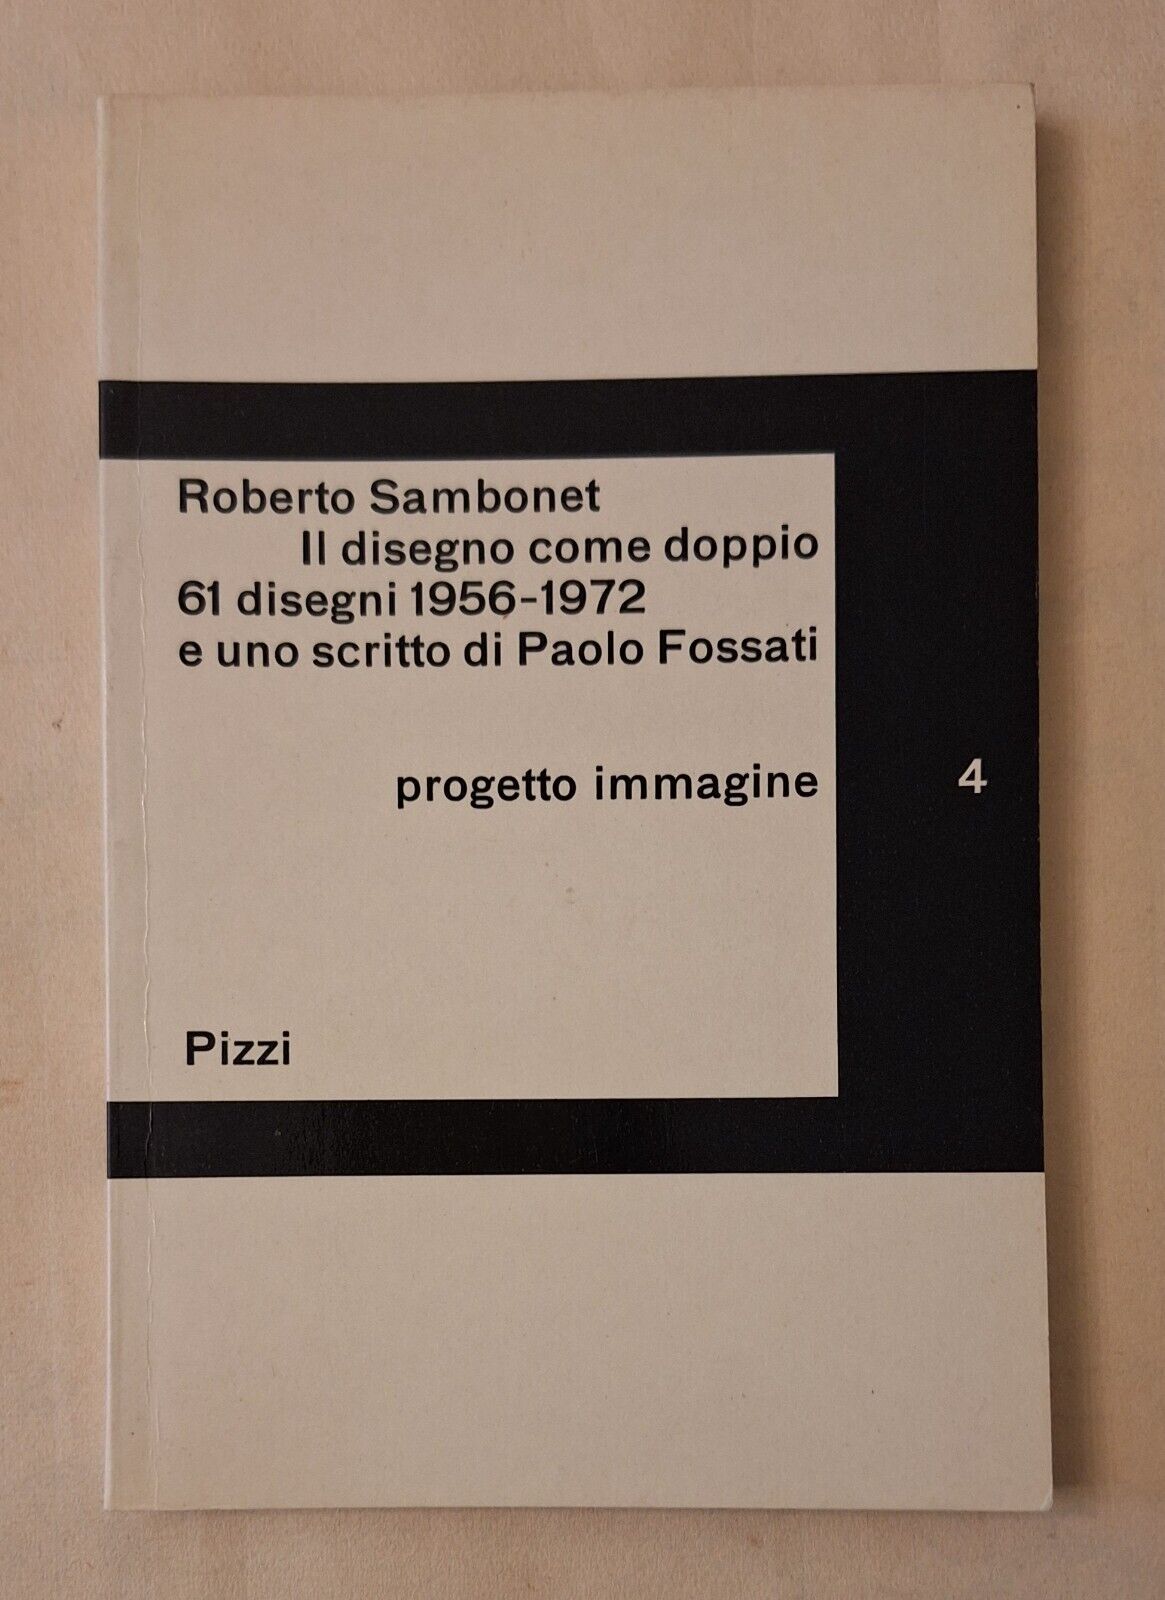 Roberto Sambonet
Il disegno come doppio
61 disegni 1956-1972
e uno scritto di Paolo Fossati
progetto immagine
4
Pizzi